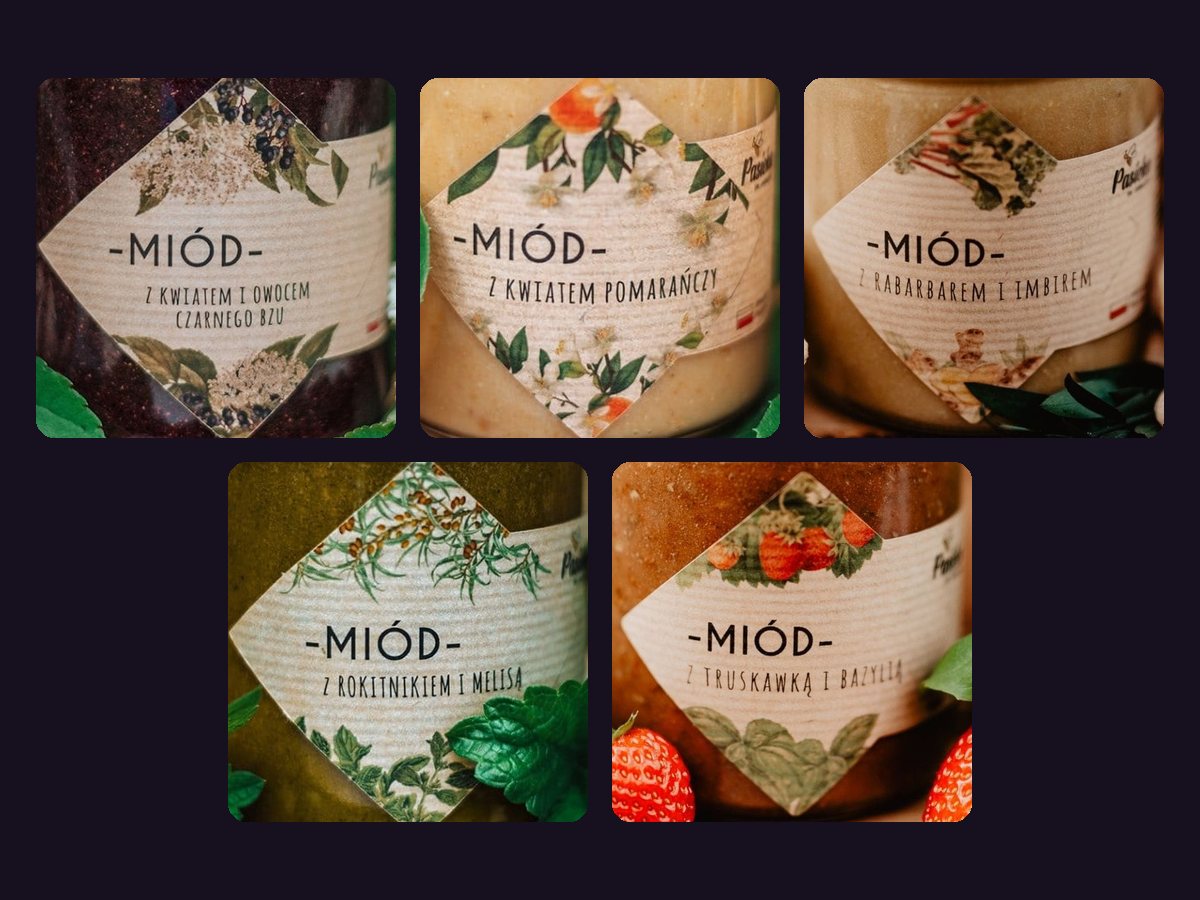 -MIÓD-
Z KWIATEM I OWOCEM
CZARNEGO BZU
-MIÓD-
Z KWIATEM POMARAŃCZY
-MIÓD-
Z RABARBAREM I IMBIREM
-MIÓD-
Z ROKITNIKIEM I MELISĄ
-MIÓD-
Z TRUSKAWKĄ I BAZYLIĄ